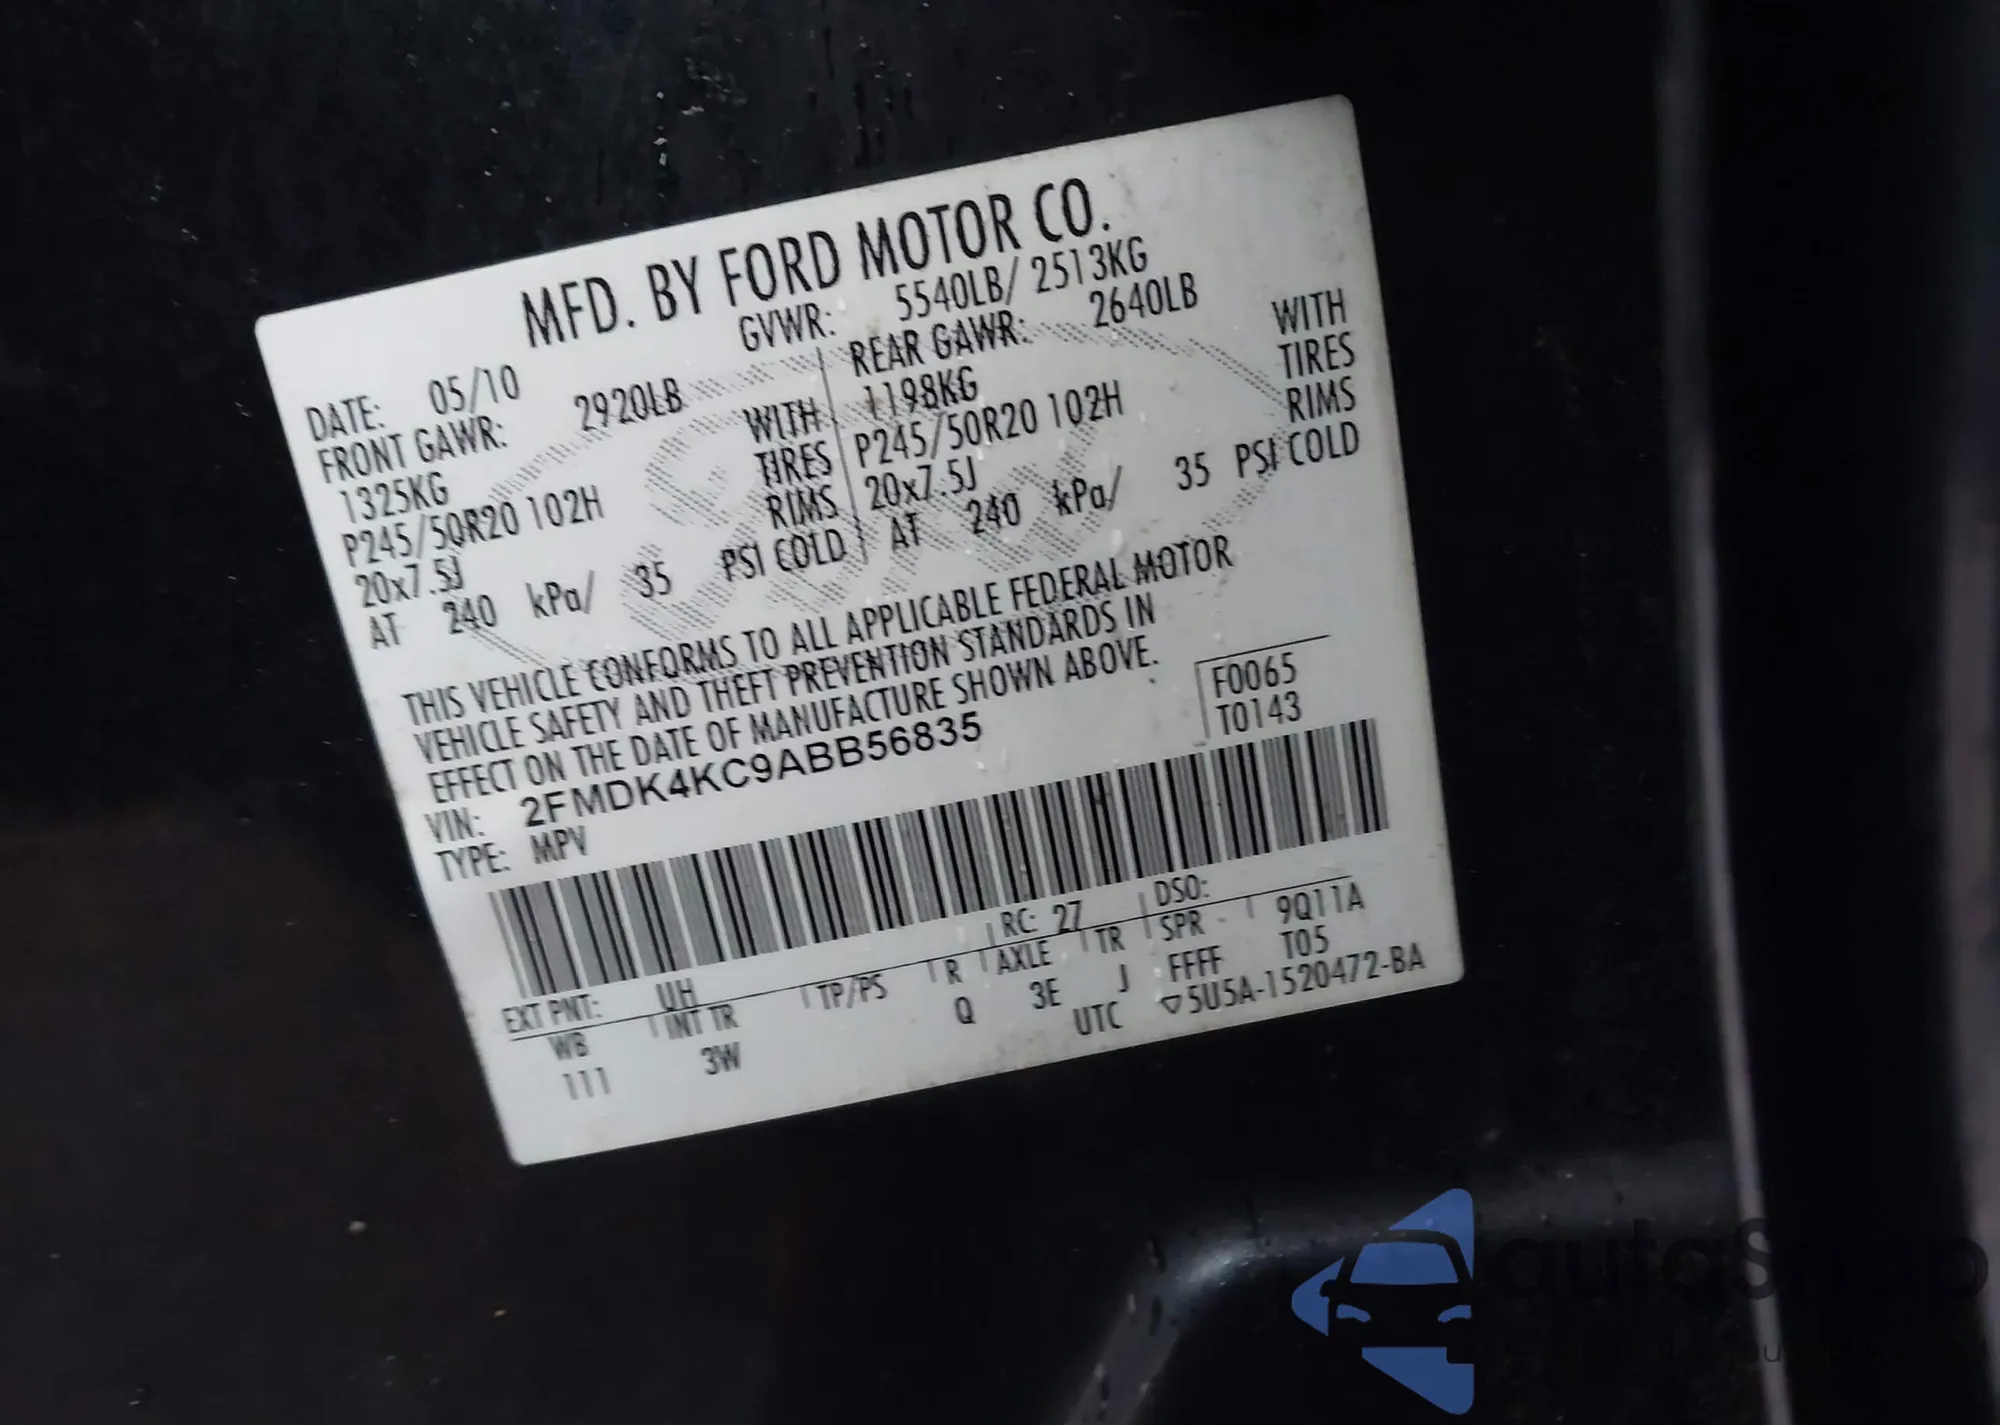 MFD. BY FORD MOTOR CO.
DATE: 05/10 GVWR: 5540LB/ 2513KG
FRONT GAWR: 2920LB REAR GAWR: 2640LB
1325KG WITH 1198KG WITH
P245/50R20 102H TIRES P245/50R20 102H TIRES
20x7.5J RIMS 20x7.5J RIMS
AT 240 kPa/ 35 PSI COLD AT 240 kPa/ 35 PSI COLD
THIS VEHICLE CONFORMS TO ALL APPLICABLE FEDERAL MOTOR
VEHICLE SAFETY AND THEFT PREVENTION STANDARDS IN
EFFECT ON THE DATE OF MANUFACTURE SHOWN ABOVE.
F0065
VIN: 2FMDK4KC9ABB56835 T0143
TYPE: MPV
EXT PNT: UH RC: 27 DSO:
WB INT TR TP/PS R AXLE TR SPR 9Q11A
111 3W Q 3E J FFFF T05
UTC ▽5U5A-1520472-BA